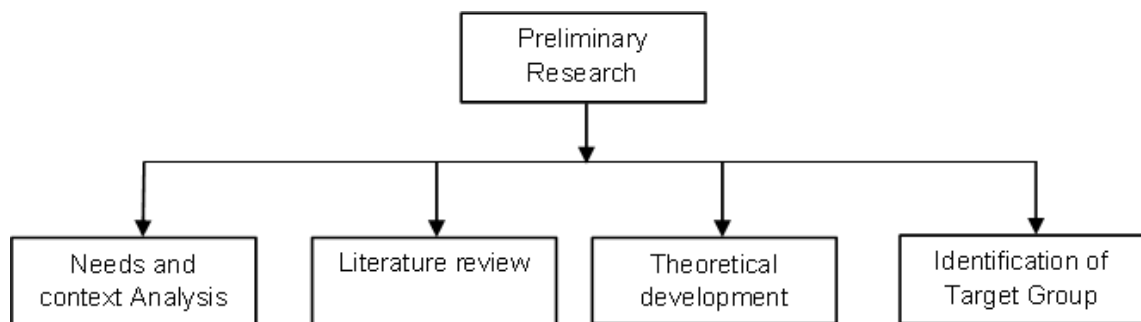 Preliminary
Research
Needs and
context Analysis
Literature review
Theoretical
development
Identification of
Target Group